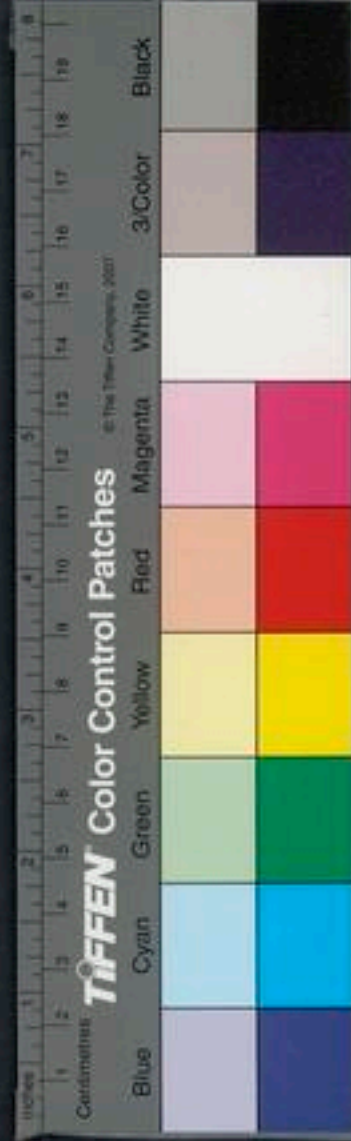 Inches 1 2 3 4 5 6 7 8
Centimetres 1 2 3 4 5 6 7 8 9 10 11 12 13 14 15 16 17 18 19
TIFFEN Color Control Patches © The Tiffen Company, 2007
Blue Cyan Green Yellow Red Magenta White 3/Color Black